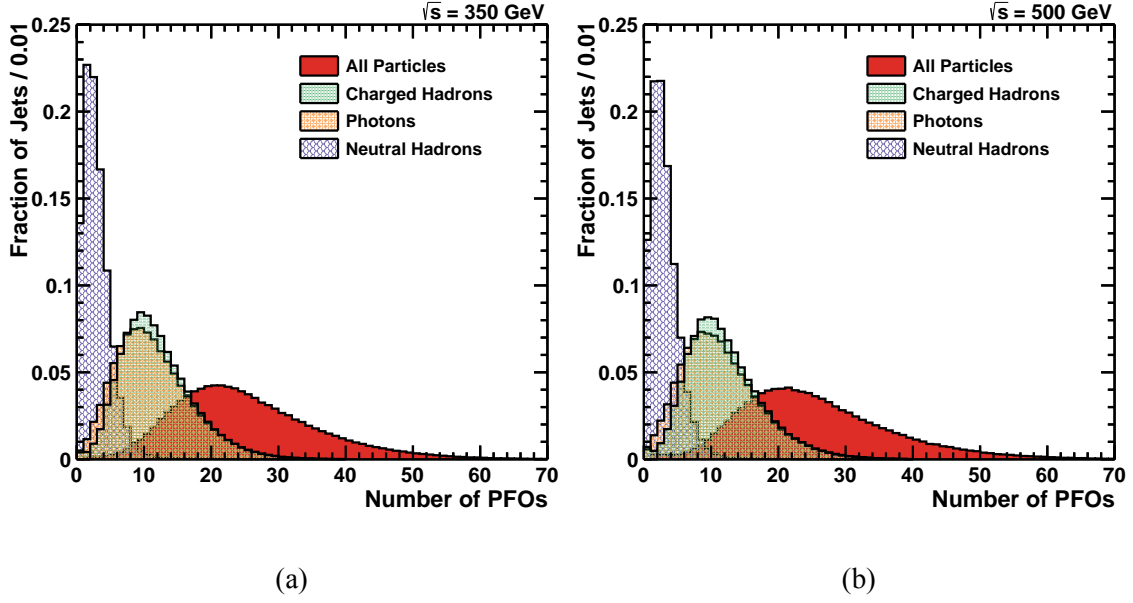 √s = 350 GeV
Fraction of Jets / 0.01
0.25
0.2
0.15
0.1
0.05
0
All Particles
Charged Hadrons
Photons
Neutral Hadrons
0 10 20 30 40 50 60 70
Number of PFOs
(a)
√s = 500 GeV
Fraction of Jets / 0.01
0.25
0.2
0.15
0.1
0.05
0
All Particles
Charged Hadrons
Photons
Neutral Hadrons
0 10 20 30 40 50 60 70
Number of PFOs
(b)